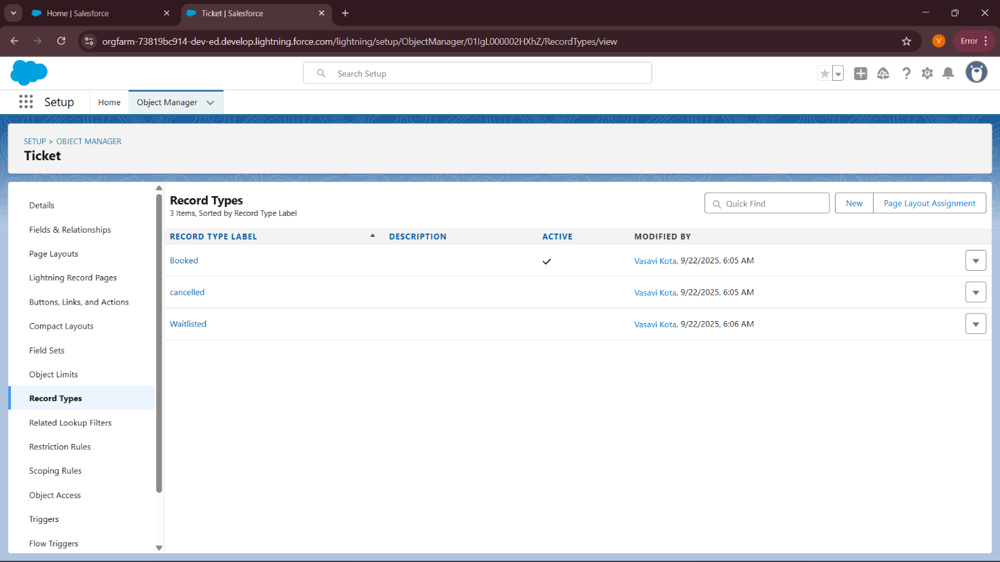 Home | Salesforce
Ticket | Salesforce
orgfarm-73819bc914-dev-ed.develop.lightning.force.com/lightning/setup/ObjectManager/01IgL000002HXhZ/RecordTypes/view
V
Error
Search Setup
Setup
Home
Object Manager
SETUP > OBJECT MANAGER
Ticket
Details
Fields & Relationships
Page Layouts
Lightning Record Pages
Buttons, Links, and Actions
Compact Layouts
Field Sets
Object Limits
Record Types
Related Lookup Filters
Restriction Rules
Scoping Rules
Object Access
Triggers
Flow Triggers
Record Types
3 Items, Sorted by Record Type Label
Quick Find
New
Page Layout Assignment
RECORD TYPE LABEL DESCRIPTION ACTIVE MODIFIED BY
Booked Vasavi Kota, 9/22/2025, 6:05 AM
cancelled Vasavi Kota, 9/22/2025, 6:05 AM
Waitlisted Vasavi Kota, 9/22/2025, 6:06 AM